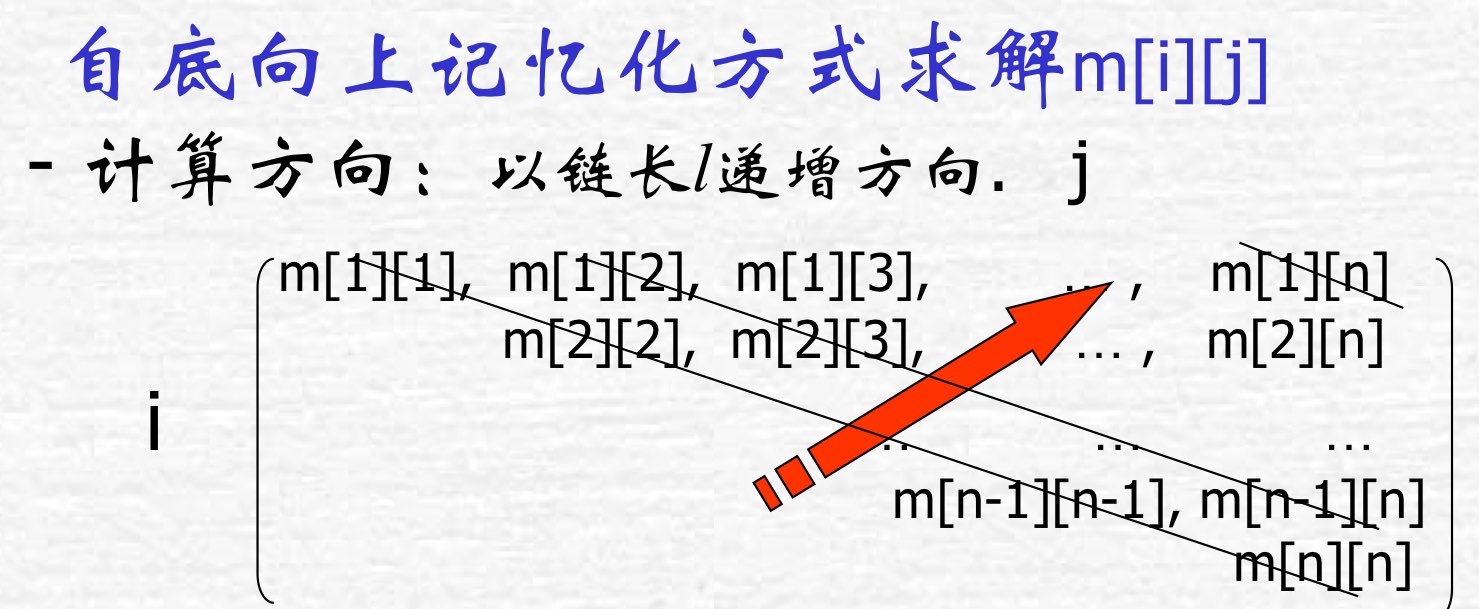 自底向上记忆化方式求解m[i][j]
- 计算方向：以链长l递增方向. j
m[1][1], m[1][2], m[1][3], … , m[1][n]
m[2][2], m[2][3], … , m[2][n]
i
… … …
m[n-1][n-1], m[n-1][n]
m[n][n]